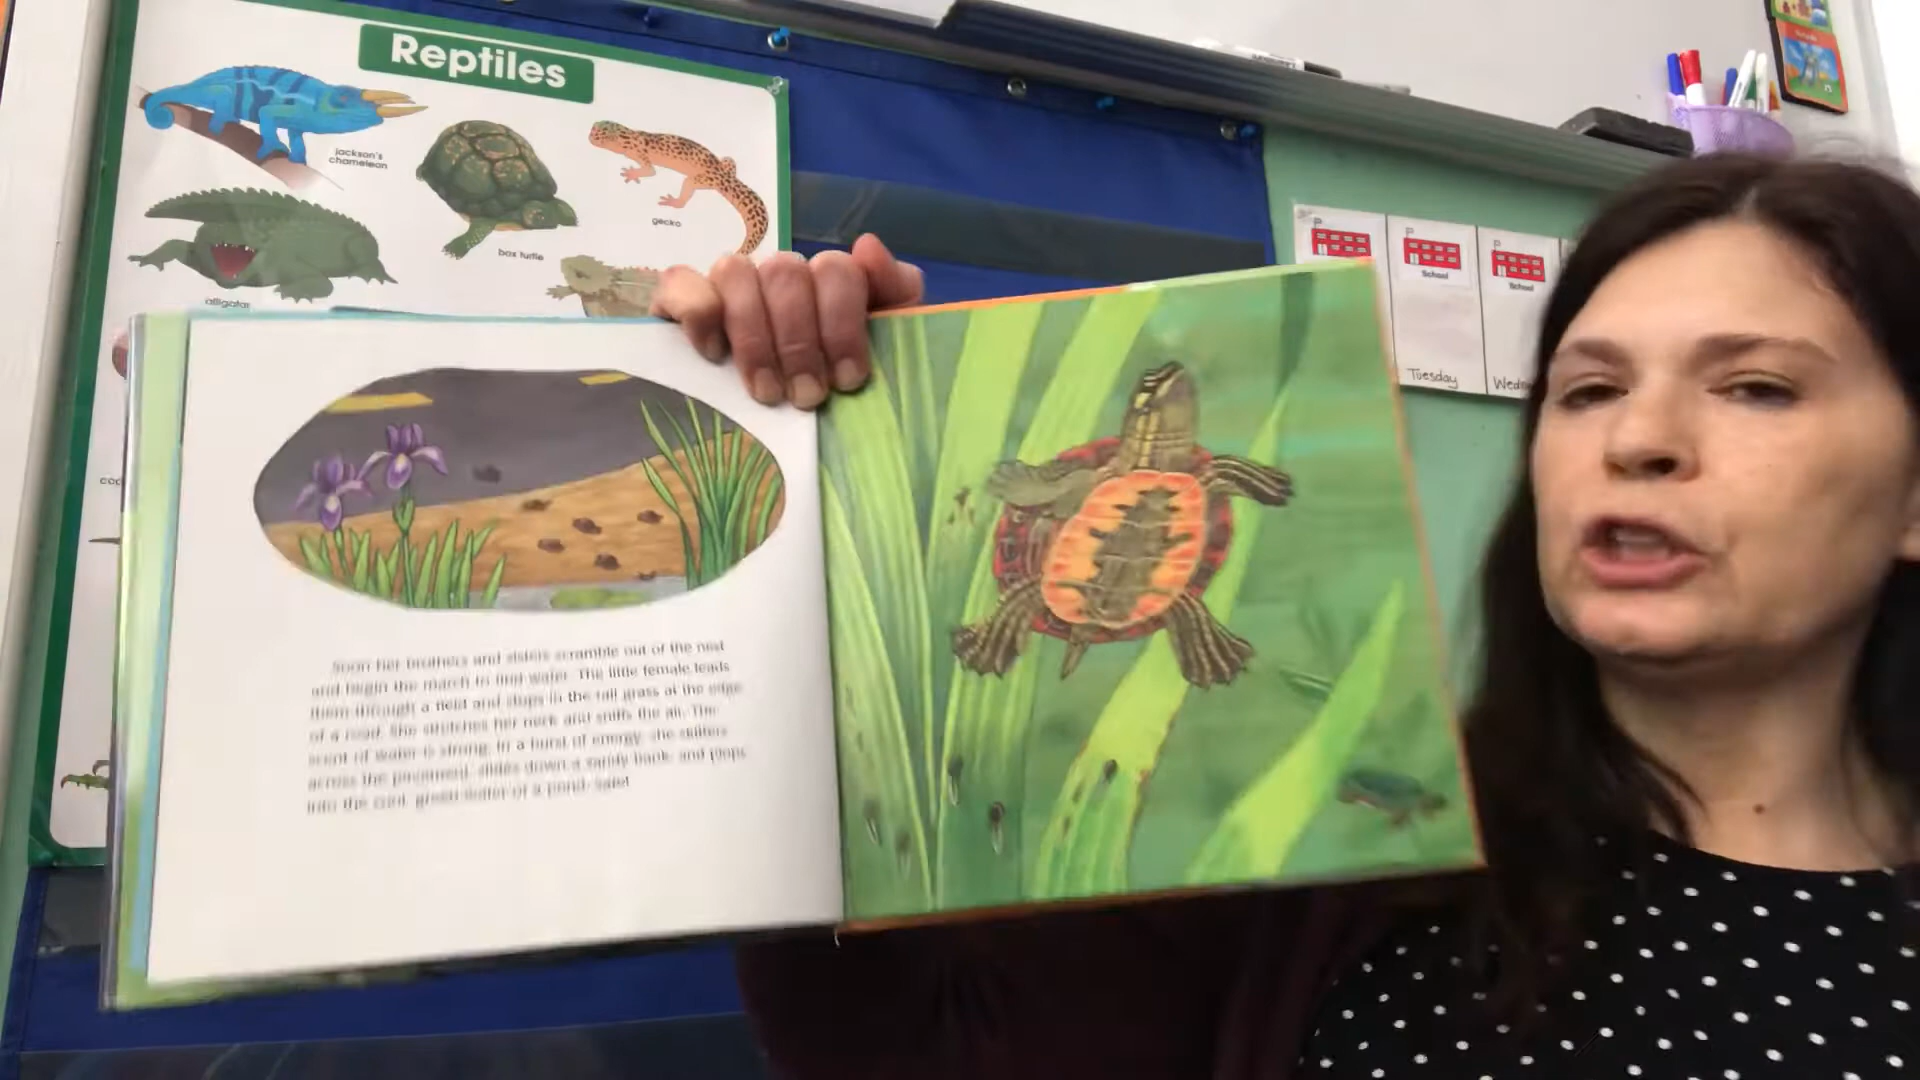 Reptiles
jackson's
chameleon
gecko
box turtle
alligator
School
School
Tuesday
Soon her brothers and sisters scramble out of the nest
and begin the march to find water. The little female leads
them through a field and stops in the tall grass at the edge
of a road. She stretches her neck and sniffs the air. The
scent of water is strong. In a burst of energy, she skitters
across the pavement, slides down a sandy bank, and plops
into the cool, green water of a pond. Safe!